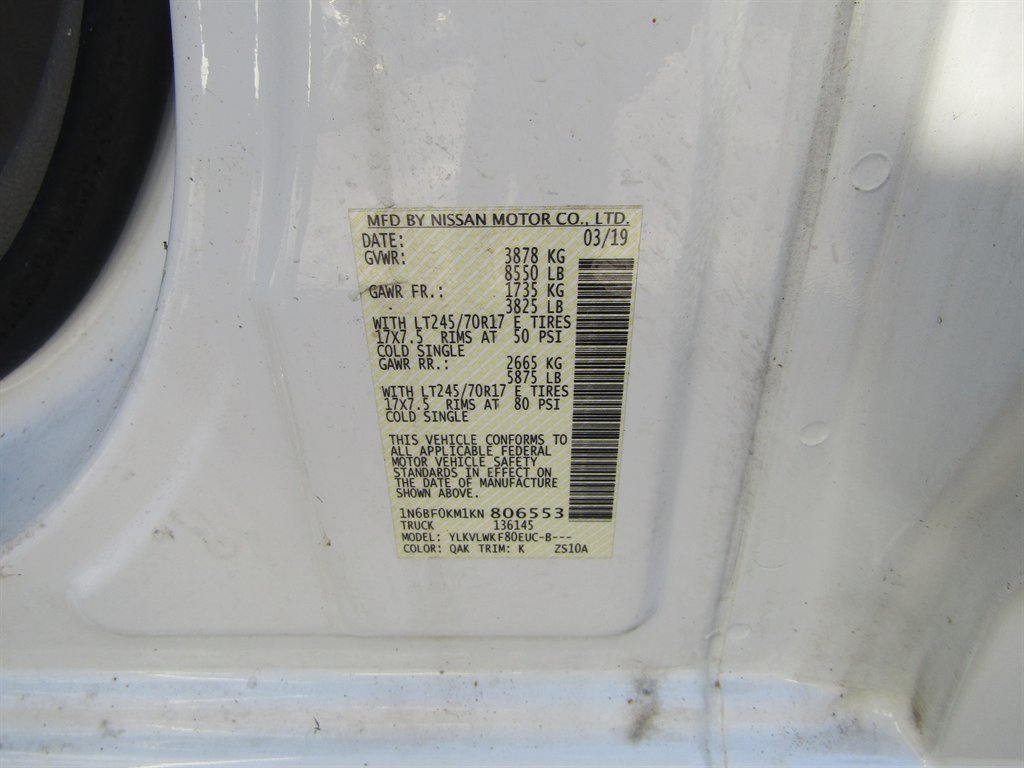 MFD BY NISSAN MOTOR CO., LTD.
DATE: 03/19
GVWR: 3878 KG
8550 LB
GAWR FR.: 1735 KG
3825 LB
WITH LT245/70R17 E TIRES
17X7.5 RIMS AT 50 PSI
COLD SINGLE
GAWR RR.: 2665 KG
5875 LB
WITH LT245/70R17 E TIRES
17X7.5 RIMS AT 80 PSI
COLD SINGLE
THIS VEHICLE CONFORMS TO
ALL APPLICABLE FEDERAL
MOTOR VEHICLE SAFETY
STANDARDS IN EFFECT ON
THE DATE OF MANUFACTURE
SHOWN ABOVE.
1N6BF0KM1KN 806553
TRUCK 136145
MODEL: YLKVLWKF80EUC-B---
COLOR: QAK TRIM: K ZS10A